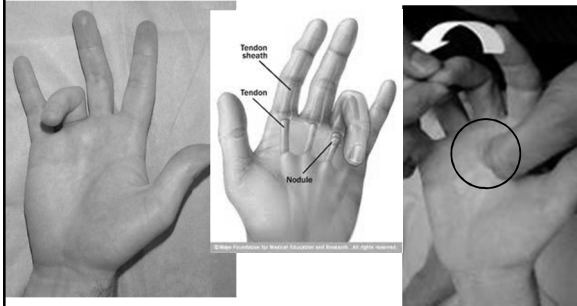 Tendon
sheath
Tendon
Nodule
©Mayo Foundation for Medical Education and Research. All rights reserved.